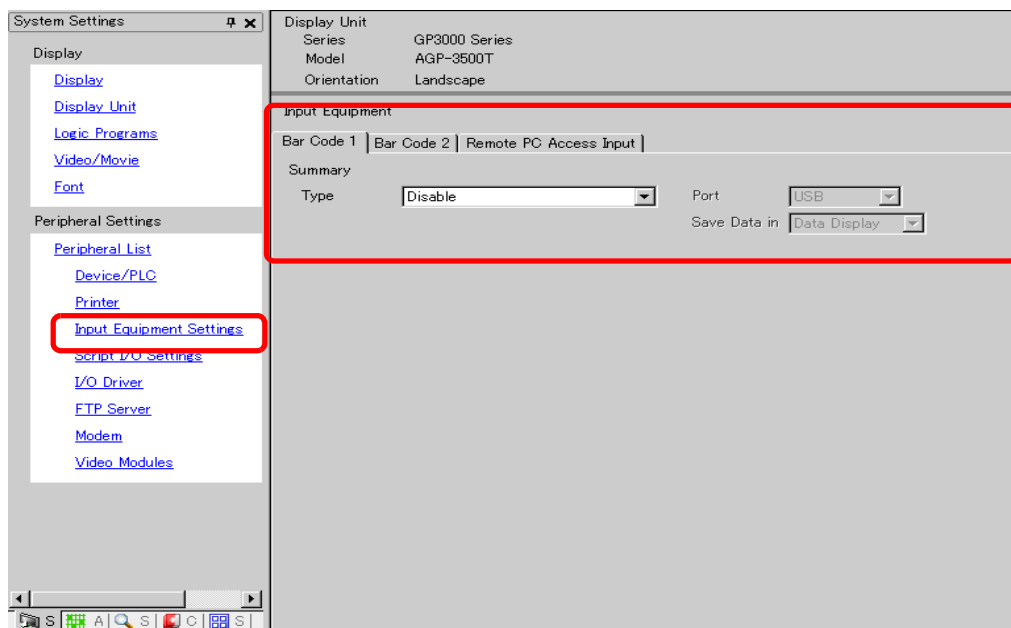 System Settings
Display
Display
Display Unit
Logic Programs
Video/Movie
Font
Peripheral Settings
Peripheral List
Device/PLC
Printer
Input Equipment Settings
Script I/O Settings
I/O Driver
FTP Server
Modem
Video Modules
S A S C S
Display Unit
Series GP3000 Series
Model AGP-3500T
Orientation Landscape
Input Equipment
Bar Code 1 Bar Code 2 Remote PC Access Input
Summary
Type Disable Port USB
Save Data in Data Display